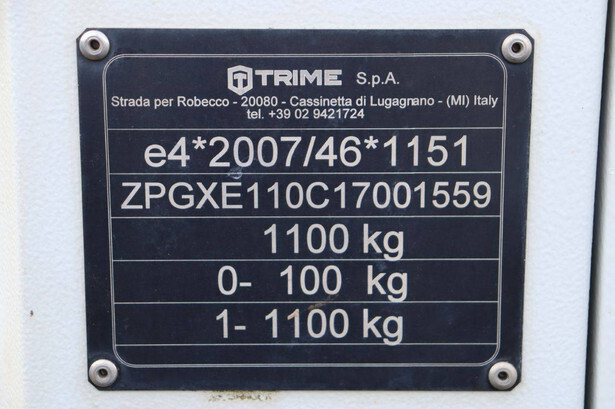 TRIME S.p.A.
Strada per Robecco - 20080 - Cassinetta di Lugagnano - (MI) Italy
tel. +39 02 9421724
e4*2007/46*1151
ZPGXE110C17001559
1100 kg
0- 100 kg
1- 1100 kg